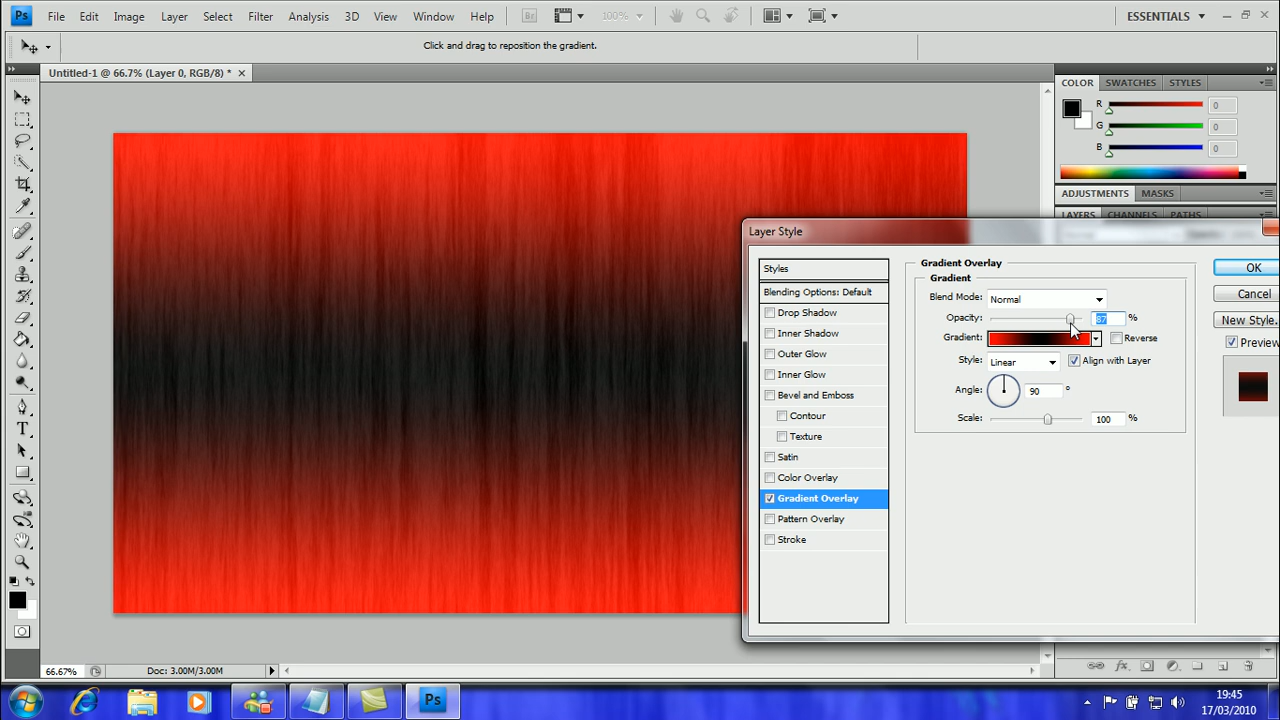 Ps File Edit Image Layer Select Filter Analysis 3D View Window Help Br 100% ESSENTIALS
Click and drag to reposition the gradient.
Untitled-1 @ 66.7% (Layer 0, RGB/8) *
COLOR SWATCHES STYLES
R 0
G 0
B 0
ADJUSTMENTS MASKS
LAYERS CHANNELS PATHS
Layer Style
Styles
Blending Options: Default
Drop Shadow
Inner Shadow
Outer Glow
Inner Glow
Bevel and Emboss
Contour
Texture
Satin
Color Overlay
Gradient Overlay
Pattern Overlay
Stroke
Gradient Overlay
Gradient
Blend Mode: Normal
Opacity: 87 %
Gradient: Reverse
Style: Linear Align with Layer
Angle: 90 °
Scale: 100 %
OK
Cancel
New Style.
Preview
T
66.67% Doc: 3.00M/3.00M
fx
Ps
19:45
17/03/2010